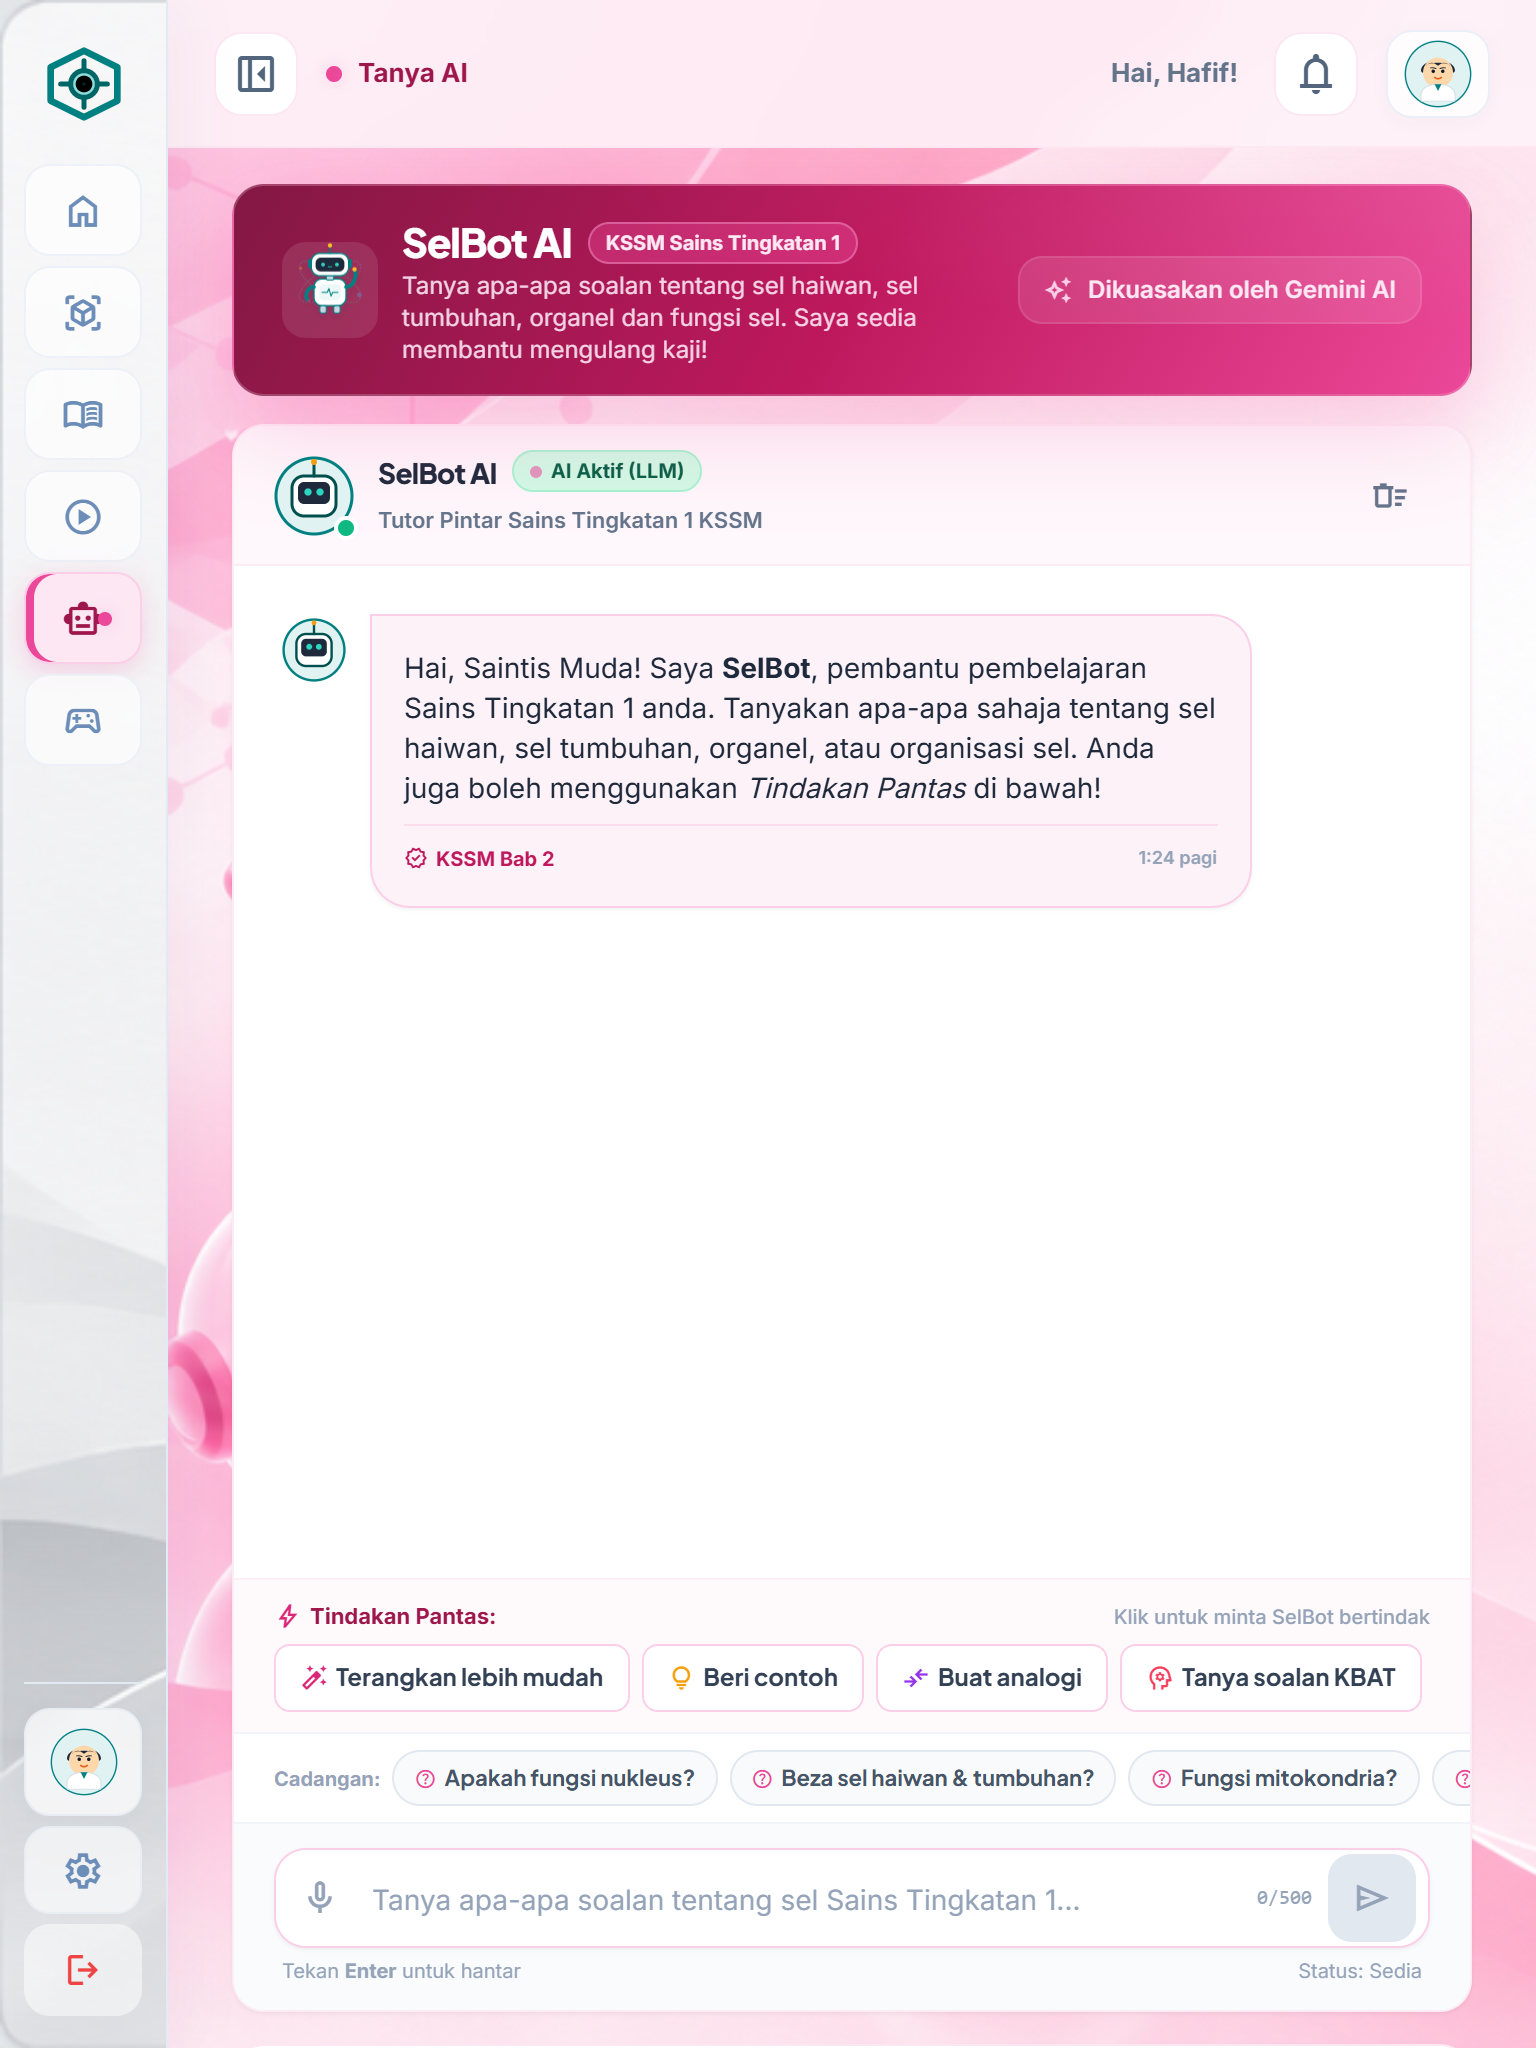 Tanya AI
Hai, Hafif!
SelBot AI
KSSM Sains Tingkatan 1
Tanya apa-apa soalan tentang sel haiwan, sel
tumbuhan, organel dan fungsi sel. Saya sedia
membantu mengulang kaji!
Dikuasakan oleh Gemini AI
SelBot AI
AI Aktif (LLM)
Tutor Pintar Sains Tingkatan 1 KSSM
Hai, Saintis Muda! Saya SelBot, pembantu pembelajaran
Sains Tingkatan 1 anda. Tanyakan apa-apa sahaja tentang sel
haiwan, sel tumbuhan, organel, atau organisasi sel. Anda
juga boleh menggunakan Tindakan Pantas di bawah!
KSSM Bab 2
1:24 pagi
Tindakan Pantas:
Klik untuk minta SelBot bertindak
Terangkan lebih mudah
Beri contoh
Buat analogi
Tanya soalan KBAT
Cadangan:
Apakah fungsi nukleus?
Beza sel haiwan & tumbuhan?
Fungsi mitokondria?
Tanya apa-apa soalan tentang sel Sains Tingkatan 1...
0/500
Tekan Enter untuk hantar
Status: Sedia